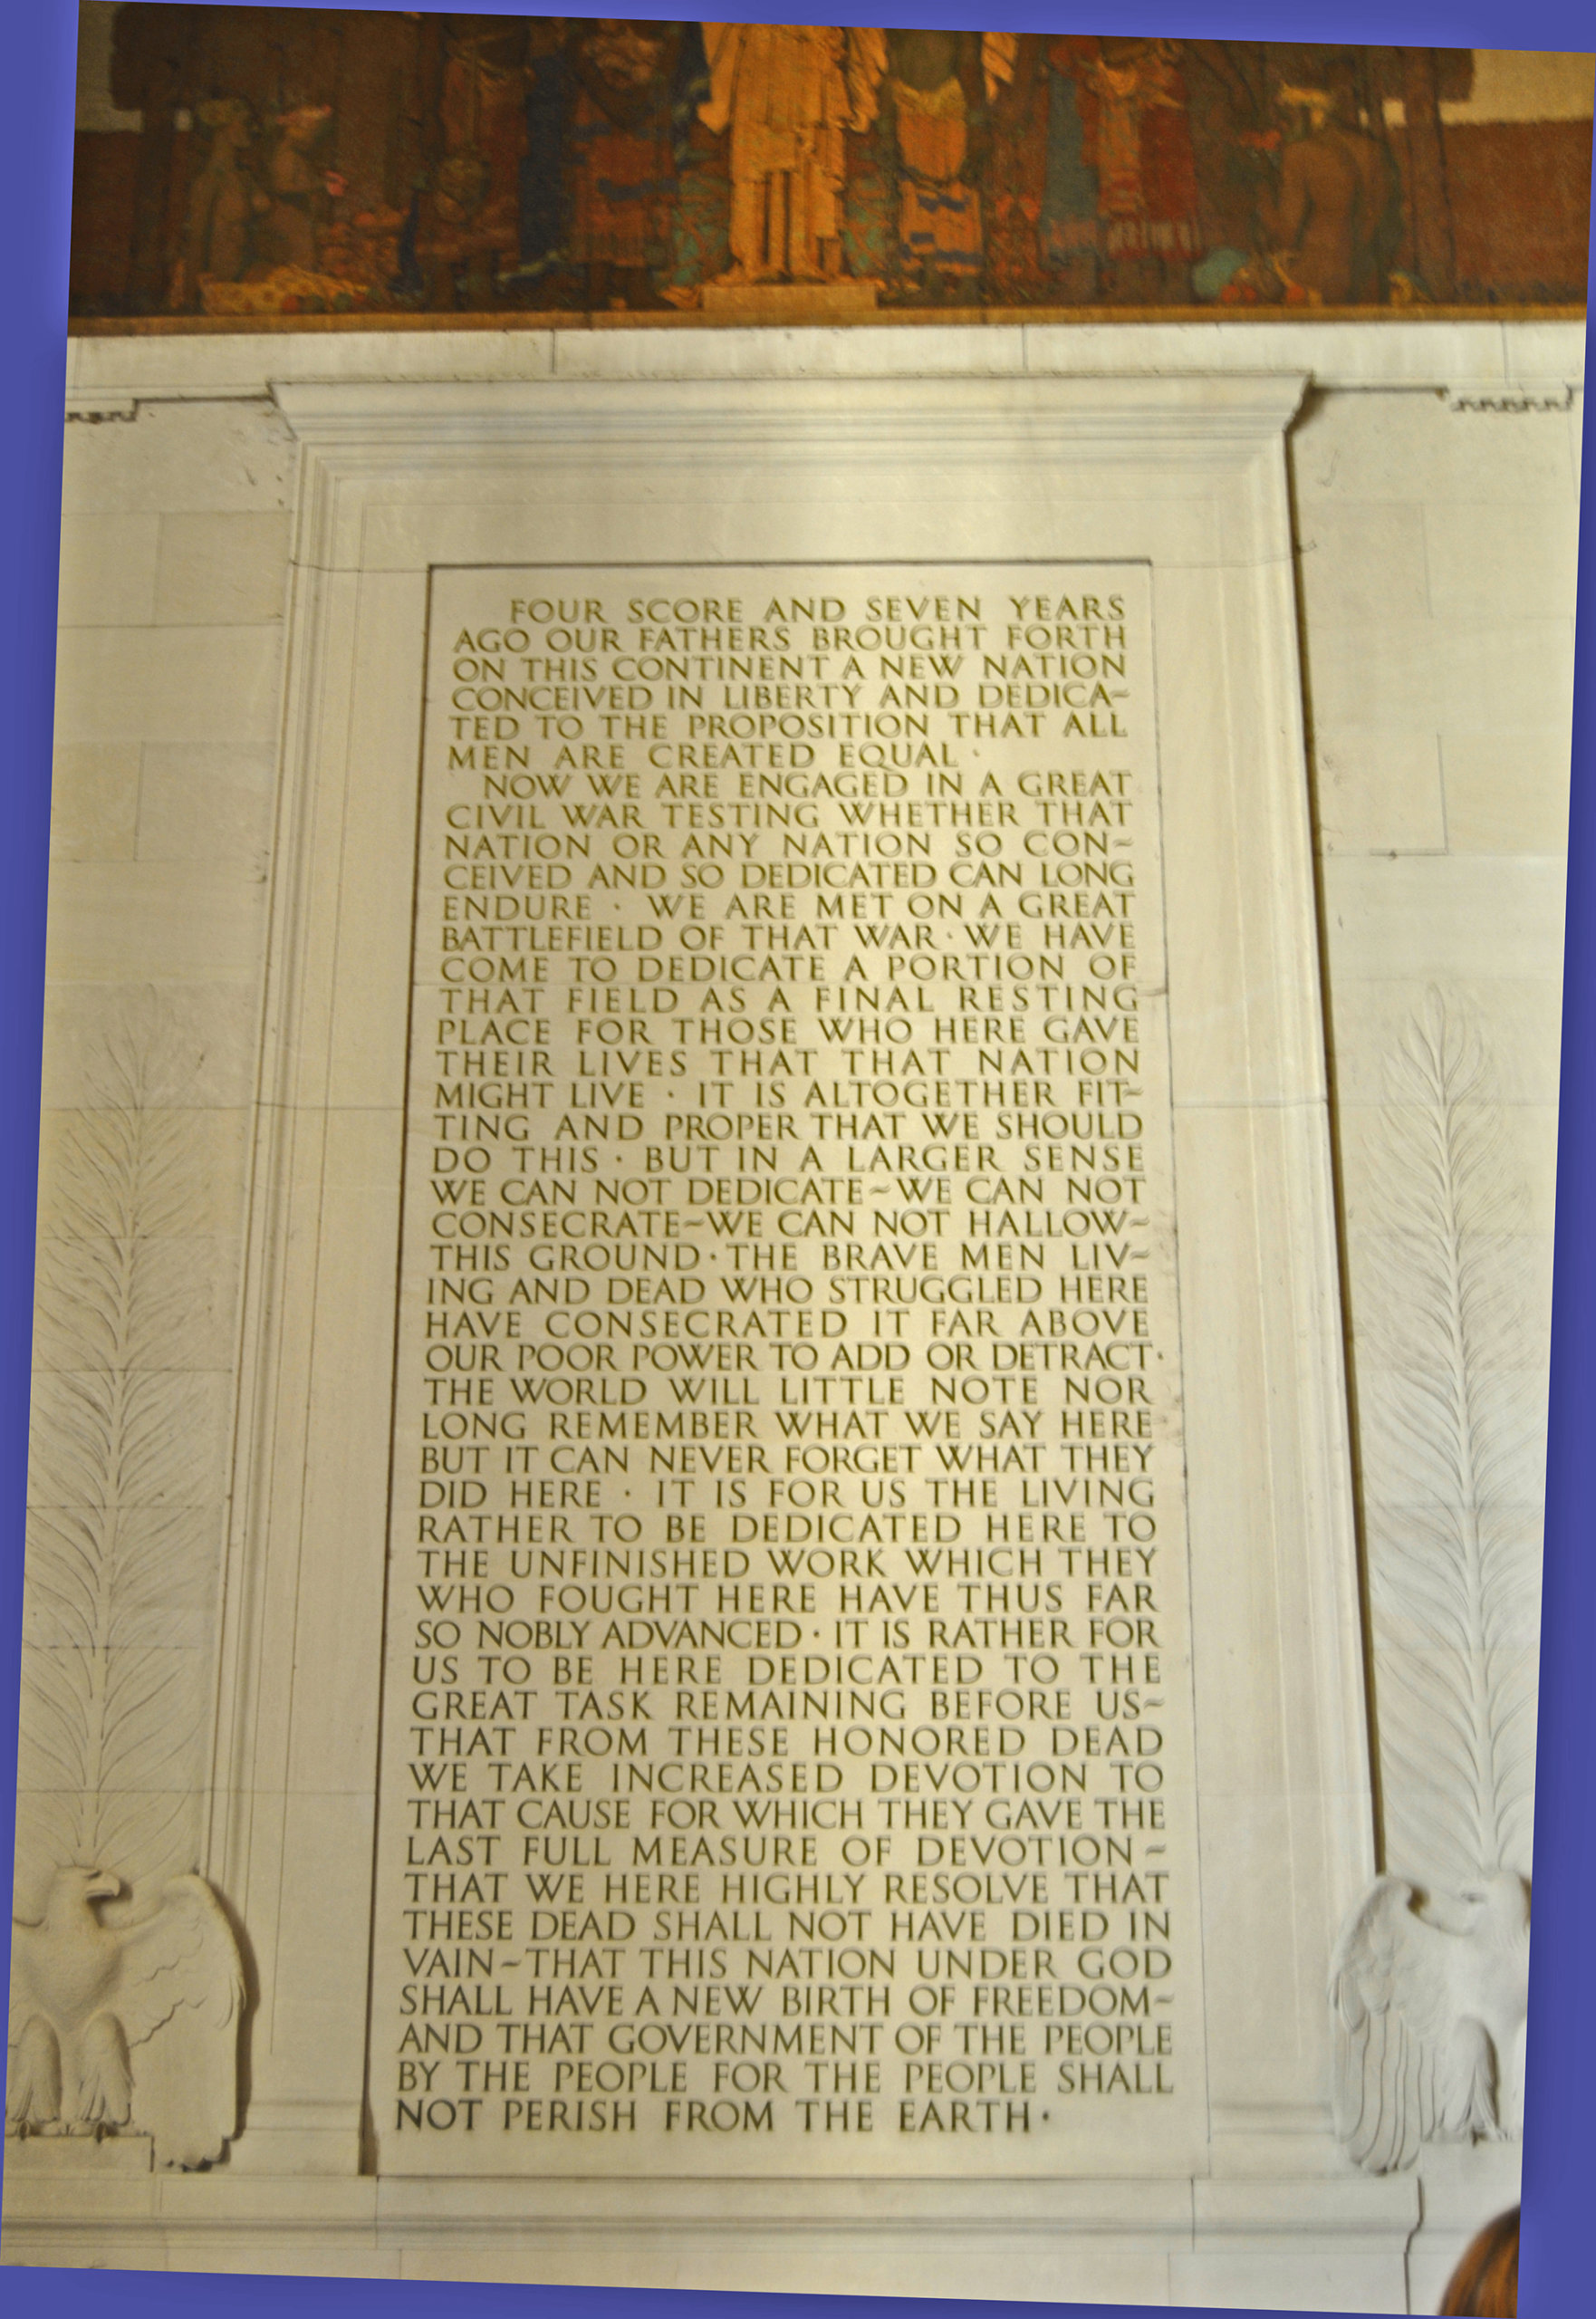 FOUR SCORE AND SEVEN YEARS
AGO OUR FATHERS BROUGHT FORTH
ON THIS CONTINENT A NEW NATION
CONCEIVED IN LIBERTY AND DEDICA~
TED TO THE PROPOSITION THAT ALL
MEN ARE CREATED EQUAL ·
NOW WE ARE ENGAGED IN A GREAT
CIVIL WAR TESTING WHETHER THAT
NATION OR ANY NATION SO CON~
CEIVED AND SO DEDICATED CAN LONG
ENDURE · WE ARE MET ON A GREAT
BATTLEFIELD OF THAT WAR · WE HAVE
COME TO DEDICATE A PORTION OF
THAT FIELD AS A FINAL RESTING
PLACE FOR THOSE WHO HERE GAVE
THEIR LIVES THAT THAT NATION
MIGHT LIVE · IT IS ALTOGETHER FIT~
TING AND PROPER THAT WE SHOULD
DO THIS · BUT IN A LARGER SENSE
WE CAN NOT DEDICATE~WE CAN NOT
CONSECRATE~WE CAN NOT HALLOW~
THIS GROUND · THE BRAVE MEN LIV~
ING AND DEAD WHO STRUGGLED HERE
HAVE CONSECRATED IT FAR ABOVE
OUR POOR POWER TO ADD OR DETRACT ·
THE WORLD WILL LITTLE NOTE NOR
LONG REMEMBER WHAT WE SAY HERE
BUT IT CAN NEVER FORGET WHAT THEY
DID HERE · IT IS FOR US THE LIVING
RATHER TO BE DEDICATED HERE TO
THE UNFINISHED WORK WHICH THEY
WHO FOUGHT HERE HAVE THUS FAR
SO NOBLY ADVANCED · IT IS RATHER FOR
US TO BE HERE DEDICATED TO THE
GREAT TASK REMAINING BEFORE US~
THAT FROM THESE HONORED DEAD
WE TAKE INCREASED DEVOTION TO
THAT CAUSE FOR WHICH THEY GAVE THE
LAST FULL MEASURE OF DEVOTION~
THAT WE HERE HIGHLY RESOLVE THAT
THESE DEAD SHALL NOT HAVE DIED IN
VAIN~THAT THIS NATION UNDER GOD
SHALL HAVE A NEW BIRTH OF FREEDOM~
AND THAT GOVERNMENT OF THE PEOPLE
BY THE PEOPLE FOR THE PEOPLE SHALL
NOT PERISH FROM THE EARTH ·